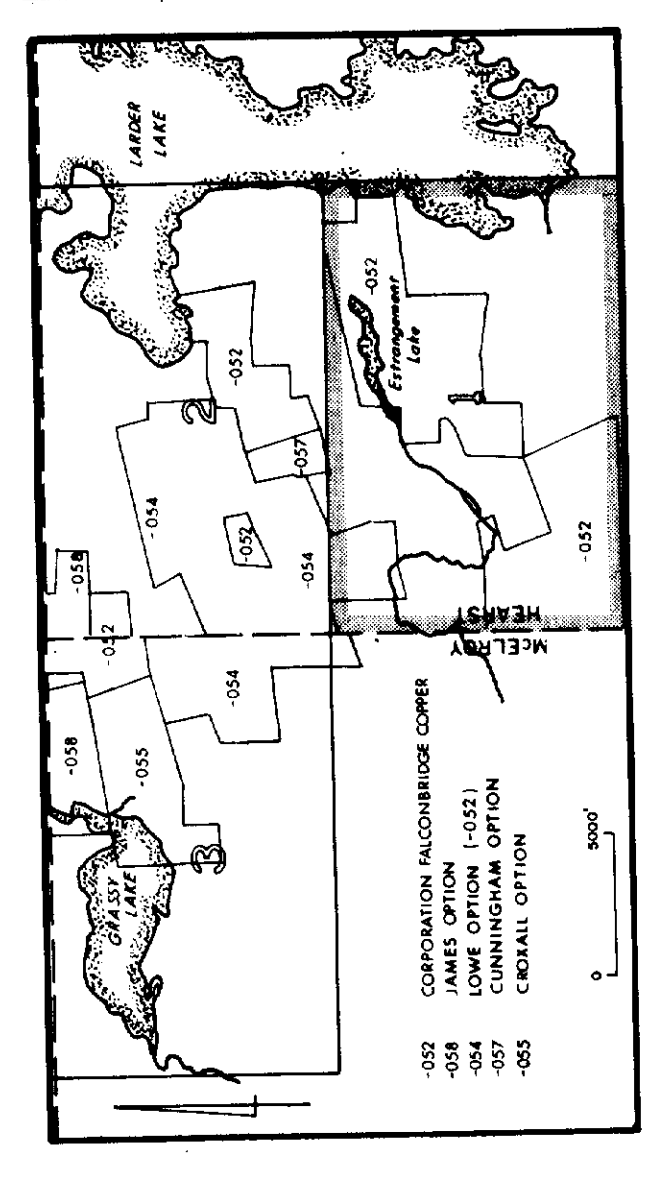 LARDER
LAKE
-052
Estrangement
Lake
-052
2
-057
1
-054
-052
-054
-058
-052
-052
HEARST
McELROY
-054
-058
-055
3
GRASSY
LAKE
-052 CORPORATION FALCONBRIDGE COPPER
-058 JAMES OPTION
-054 LOWE OPTION (-052)
-057 CUNNINGHAM OPTION
-055 CROXALL OPTION
0 5000'